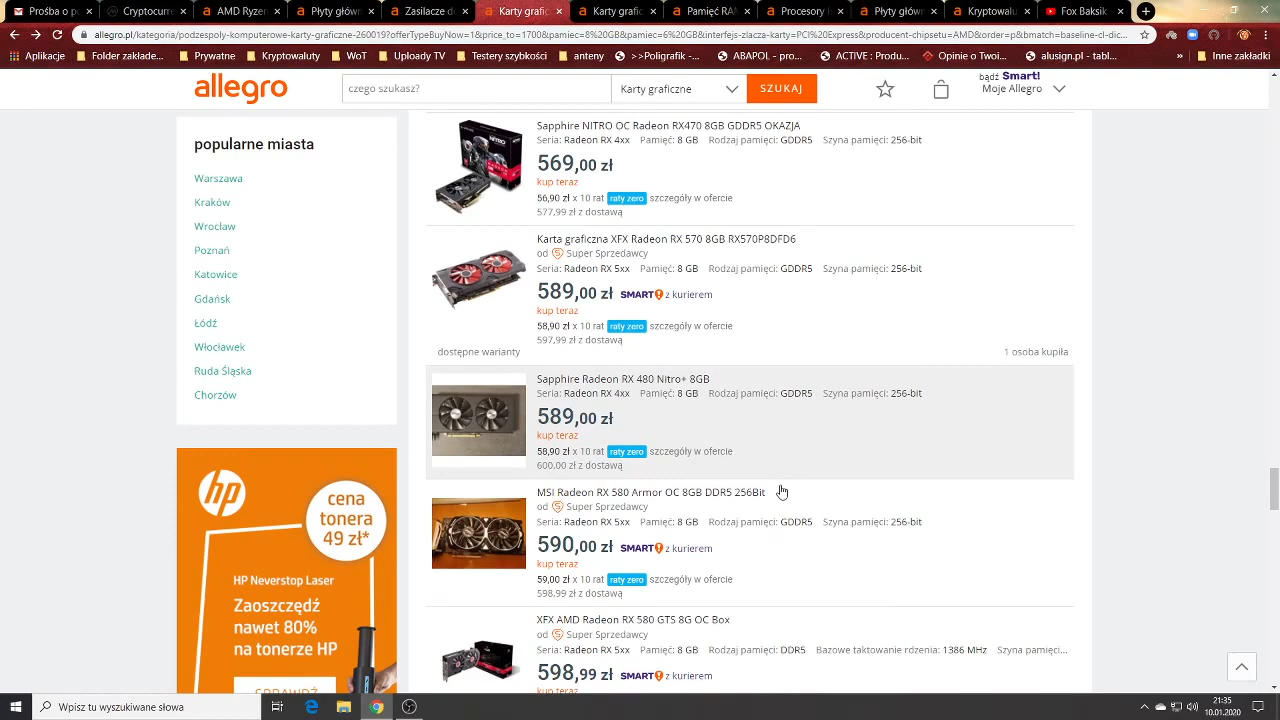 Prośba o p
Cryptocurre
AMD Ryzen
Płyty główn
Zasilacze d
Karty grafi
Karty grafic
Pamięć RA
Procesory I
Płyty główn
Kryptowalu
Fox Baksik
allegro.pl/kategoria/podzespoly-komputerowe-karty-graficzne-260019?offerTypeBuyNow=1&price_to=1700&pamiec=8%20GB&pamiec=6%20GB&interfejs-zlacza-karty=PCI%20Express&producent-chipsetu=AMD&order=p&bmatch=baseline-cl-dic...
Aplikacje
Kryptowaluty
Prywatne
YT
Uploady TV
T Leasing
WoT
Firma
anteny
>>Poligrafik -...
ABAPOL -...
ACTIVE : Produkt...
Opinie o Domino...
alusign.pl - tabl...
Inne zakładki
allegro
czego szukasz?
Karty graficzne
SZUKAJ
bądź Smart!
Moje Allegro
popularne miasta
Warszawa
Kraków
Wrocław
Poznań
Katowice
Gdańsk
Łódź
Włocławek
Ruda Śląska
Chorzów
hp
cena
tonera
49 zł*
HP Neverstop Laser
Zaoszczędź
nawet 80%
na tonerze HP
SPRAWDŹ
Sapphire NITRO OC Radeon RX470 8GB GDDR5 OKAZJA
Seria: Radeon RX 4xx Pamięć: 8 GB Rodzaj pamięci: GDDR5 Szyna pamięci: 256-bit
569,00 zł
kup teraz
56,90 zł x 10 rat raty zero szczegóły w ofercie
577,99 zł z dostawą
Karta graficzna XFX Radeon RX 570 8GB RX570P8DFD6
od Super Sprzedawcy
Seria: Radeon RX 5xx Pamięć: 8 GB Rodzaj pamięci: GDDR5 Szyna pamięci: 256-bit
589,00 zł SMART! z kurierem
kup teraz
58,90 zł x 10 rat raty zero szczegóły w ofercie
597,99 zł z dostawą
dostępne warianty
1 osoba kupiła
Sapphire Radeon RX 480 Nitro+ 8GB
Seria: Radeon RX 4xx Pamięć: 8 GB Rodzaj pamięci: GDDR5 Szyna pamięci: 256-bit
589,00 zł
kup teraz
58,90 zł x 10 rat raty zero szczegóły w ofercie
600,00 zł z dostawą
MSI Radeon RX 580 Armor OC 8GB DDR5 256Bit
od Super Sprzedawcy
Seria: Radeon RX 5xx Pamięć: 8 GB Rodzaj pamięci: GDDR5 Szyna pamięci: 256-bit
590,00 zł SMART! z kurierem
kup teraz
59,00 zł x 10 rat raty zero szczegóły w ofercie
598,99 zł z dostawą
XFX AMD Radeon RX 580 GTS 8G OC Box
od Super Sprzedawcy
Seria: Radeon RX 5xx Pamięć: 8 GB Rodzaj pamięci: DDR5 Bazowe taktowanie rdzenia: 1386 MHz Szyna pamięci...
598,99 zł SMART! z kurierem
kup teraz
Wpisz tu wyszukiwane słowa
21:35
10.01.2020